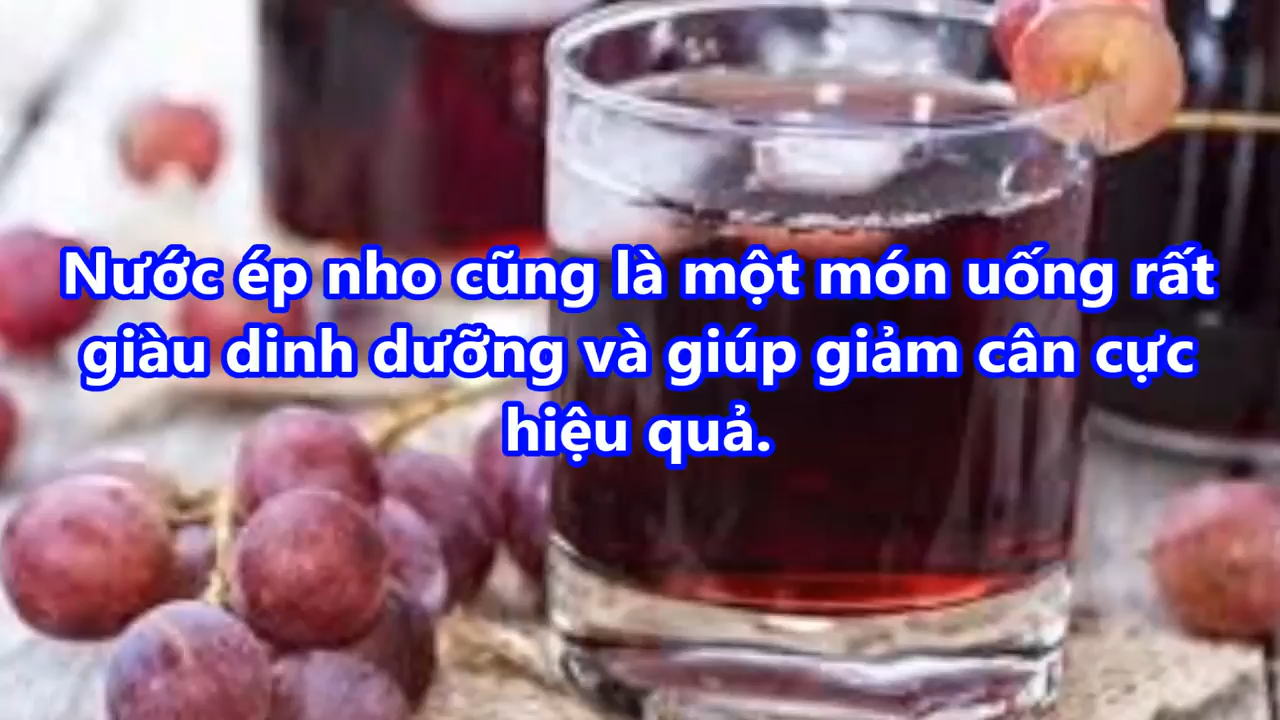 Nước ép nho cũng là một món uống rất
giàu dinh dưỡng và giúp giảm cân cực
hiệu quả.